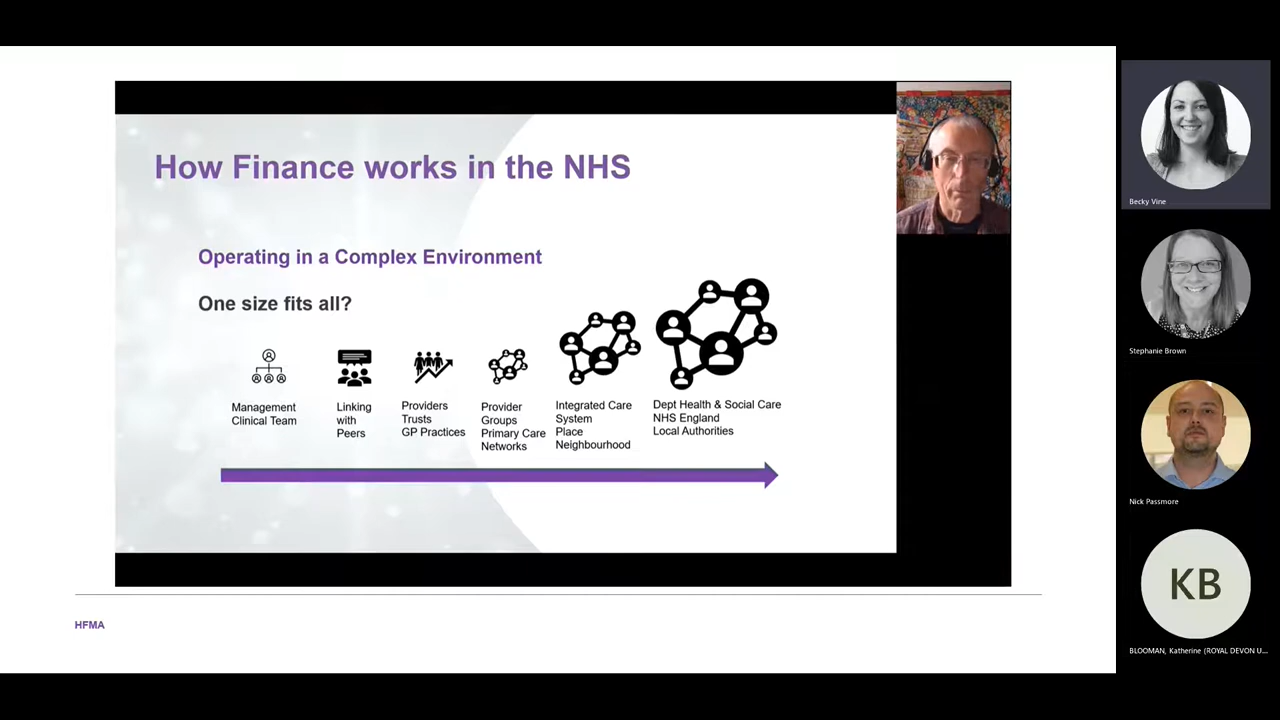 How Finance works in the NHS
Operating in a Complex Environment
One size fits all?
Management
Clinical Team
Linking
with
Peers
Providers
Trusts
GP Practices
Provider
Groups
Primary Care
Networks
Integrated Care
System
Place
Neighbourhood
Dept Health & Social Care
NHS England
Local Authorities
HFMA
Becky Vine
Stephanie Brown
Nick Passmore
KB
BLOOMAN, Katherine (ROYAL DEVON U...